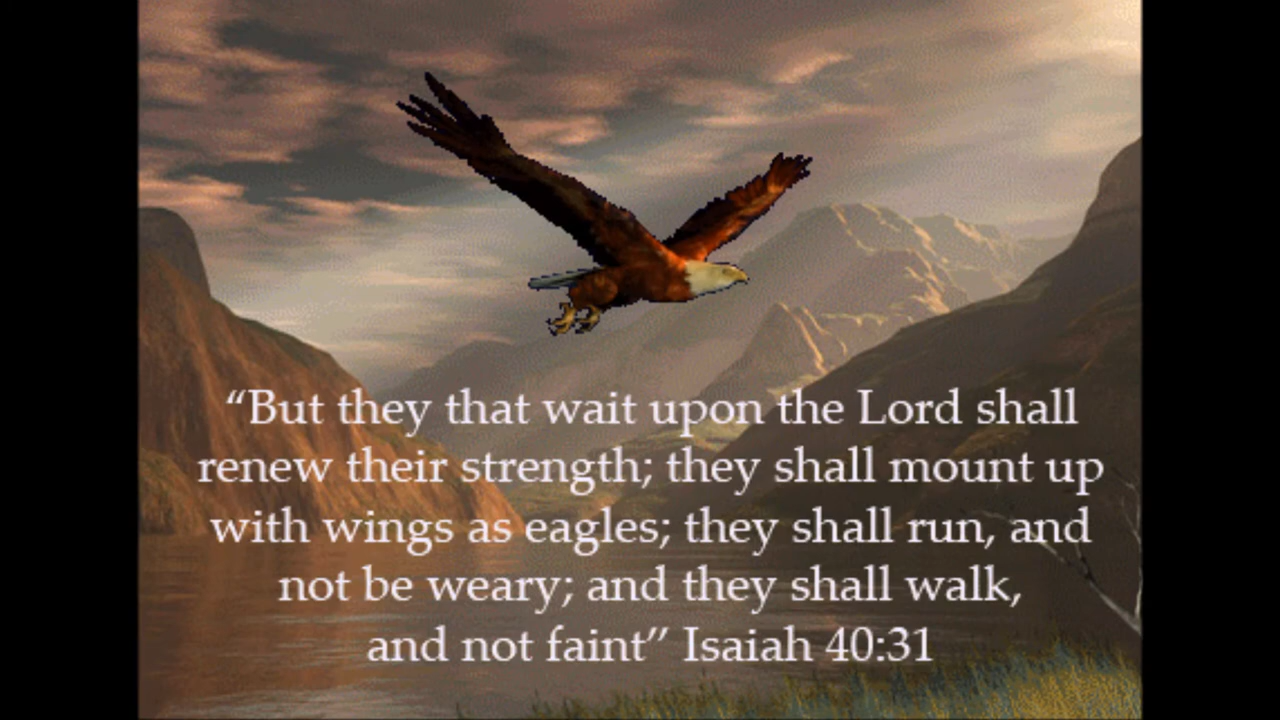 “But they that wait upon the Lord shall
renew their strength; they shall mount up
with wings as eagles; they shall run, and
not be weary; and they shall walk,
and not faint” Isaiah 40:31